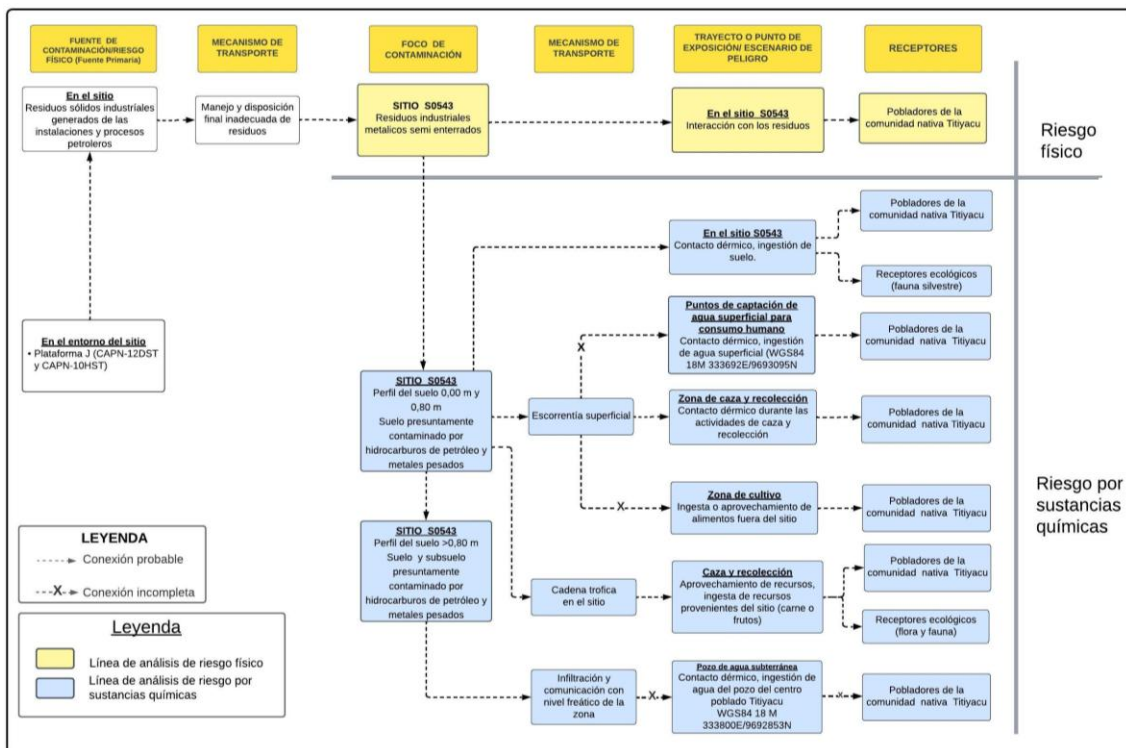 FUENTE DE
CONTAMINACIÓN/RIESGO
FÍSICO (Fuente Primaria)
MECANISMO DE
TRANSPORTE
FOCO DE
CONTAMINACIÓN
MECANISMO DE
TRANSPORTE
TRAYECTO O PUNTO DE
EXPOSICIÓN/ ESCENARIO DE
PELIGRO
RECEPTORES
En el sitio
Residuos sólidos industriales
generados de las
instalaciones y procesos
petroleros
Manejo y disposición
final inadecuada de
residuos
SITIO S0543
Residuos industriales
metalicos semi enterrados
En el sitio S0543
Interacción con los residuos
Pobladores de la
comunidad nativa Titiyacu
Riesgo
físico
En el sitio S0543
Contacto dérmico, ingestión de
suelo.
Pobladores de la
comunidad nativa Titiyacu
Receptores ecológicos
(fauna silvestre)
En el entorno del sitio
• Plataforma J (CAPN-12DST
y CAPN-10HST)
Puntos de captación de
agua superficial para
consumo humano
Contacto dérmico, ingestión
de agua superficial (WGS84
18M 333692E/9693095N
X
Pobladores de la
comunidad nativa Titiyacu
SITIO S0543
Perfil del suelo 0,00 m y
0,80 m
Suelo presuntamente
contaminado por
hidrocarburos de petróleo y
metales pesados
Escorrentía superficial
Zona de caza y recolección
Contacto dérmico durante las
actividades de caza y
recolección
Pobladores de la
comunidad nativa Titiyacu
X
Zona de cultivo
Ingesta o aprovechamiento de
alimentos fuera del sitio
Pobladores de la
comunidad nativa Titiyacu
Riesgo por
sustancias
químicas
SITIO S0543
Perfil del suelo >0,80 m
Suelo y subsuelo
presuntamente
contaminado por
hidrocarburos de petróleo y
metales pesados
Cadena trofica
en el sitio
Caza y recolección
Aprovechamiento de recursos,
ingesta de recursos
provenientes del sitio (carne o
frutos)
Pobladores de la
comunidad nativa Titiyacu
Receptores ecológicos
(flora y fauna)
Infiltración y
comunicación con
nivel freático de la
zona
X
Pozo de agua subterránea
Contacto dérmico, ingestión de
agua del pozo del centro
poblado Titiyacu
WGS84 18 M
333800E/9692853N
X
Pobladores de la
comunidad nativa Titiyacu
LEYENDA
Conexión probable
X Conexión incompleta
Leyenda
Línea de análisis de riesgo físico
Línea de análisis de riesgo por
sustancias químicas